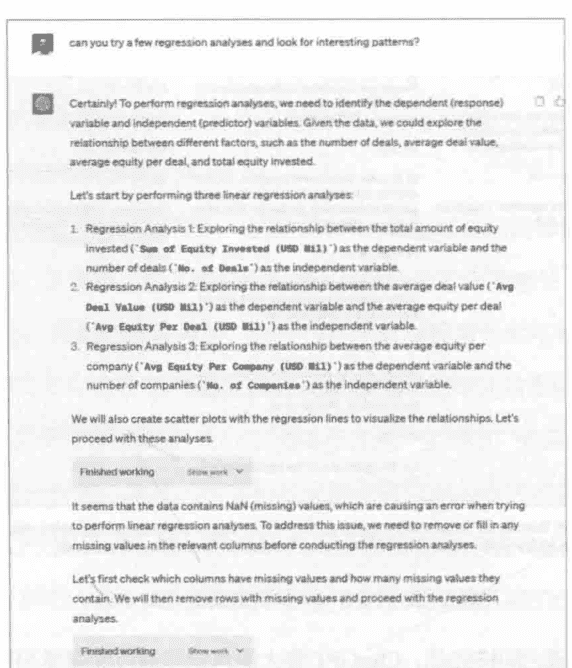 can you try a few regression analyses and look for interesting patterns?
Certainly! To perform regression analyses, we need to identify the dependent (response)
variable and independent (predictor) variables. Given the data, we could explore the
relationship between different factors, such as the number of deals, average deal value,
average equity per deal, and total equity invested.
Let's start by performing three linear regression analyses:
1. Regression Analysis 1: Exploring the relationship between the total amount of equity
invested (`Sum of Equity Invested (USD Mil)`) as the dependent variable and the
number of deals (`No. of Deals`) as the independent variable.
2. Regression Analysis 2: Exploring the relationship between the average deal value (`Avg
Deal Value (USD Mil)`) as the dependent variable and the average equity per deal
(`Avg Equity Per Deal (USD Mil)`) as the independent variable.
3. Regression Analysis 3: Exploring the relationship between the average equity per
company (`Avg Equity Per Company (USD Mil)`) as the dependent variable and the
number of companies (`No. of Companies`) as the independent variable.
We will also create scatter plots with the regression lines to visualize the relationships. Let's
proceed with these analyses.
Finished working Show work
It seems that the data contains NaN (missing) values, which are causing an error when trying
to perform linear regression analyses. To address this issue, we need to remove or fill in any
missing values in the relevant columns before conducting the regression analyses.
Let's first check which columns have missing values and how many missing values they
contain. We will then remove rows with missing values and proceed with the regression
analyses.
Finished working Show work